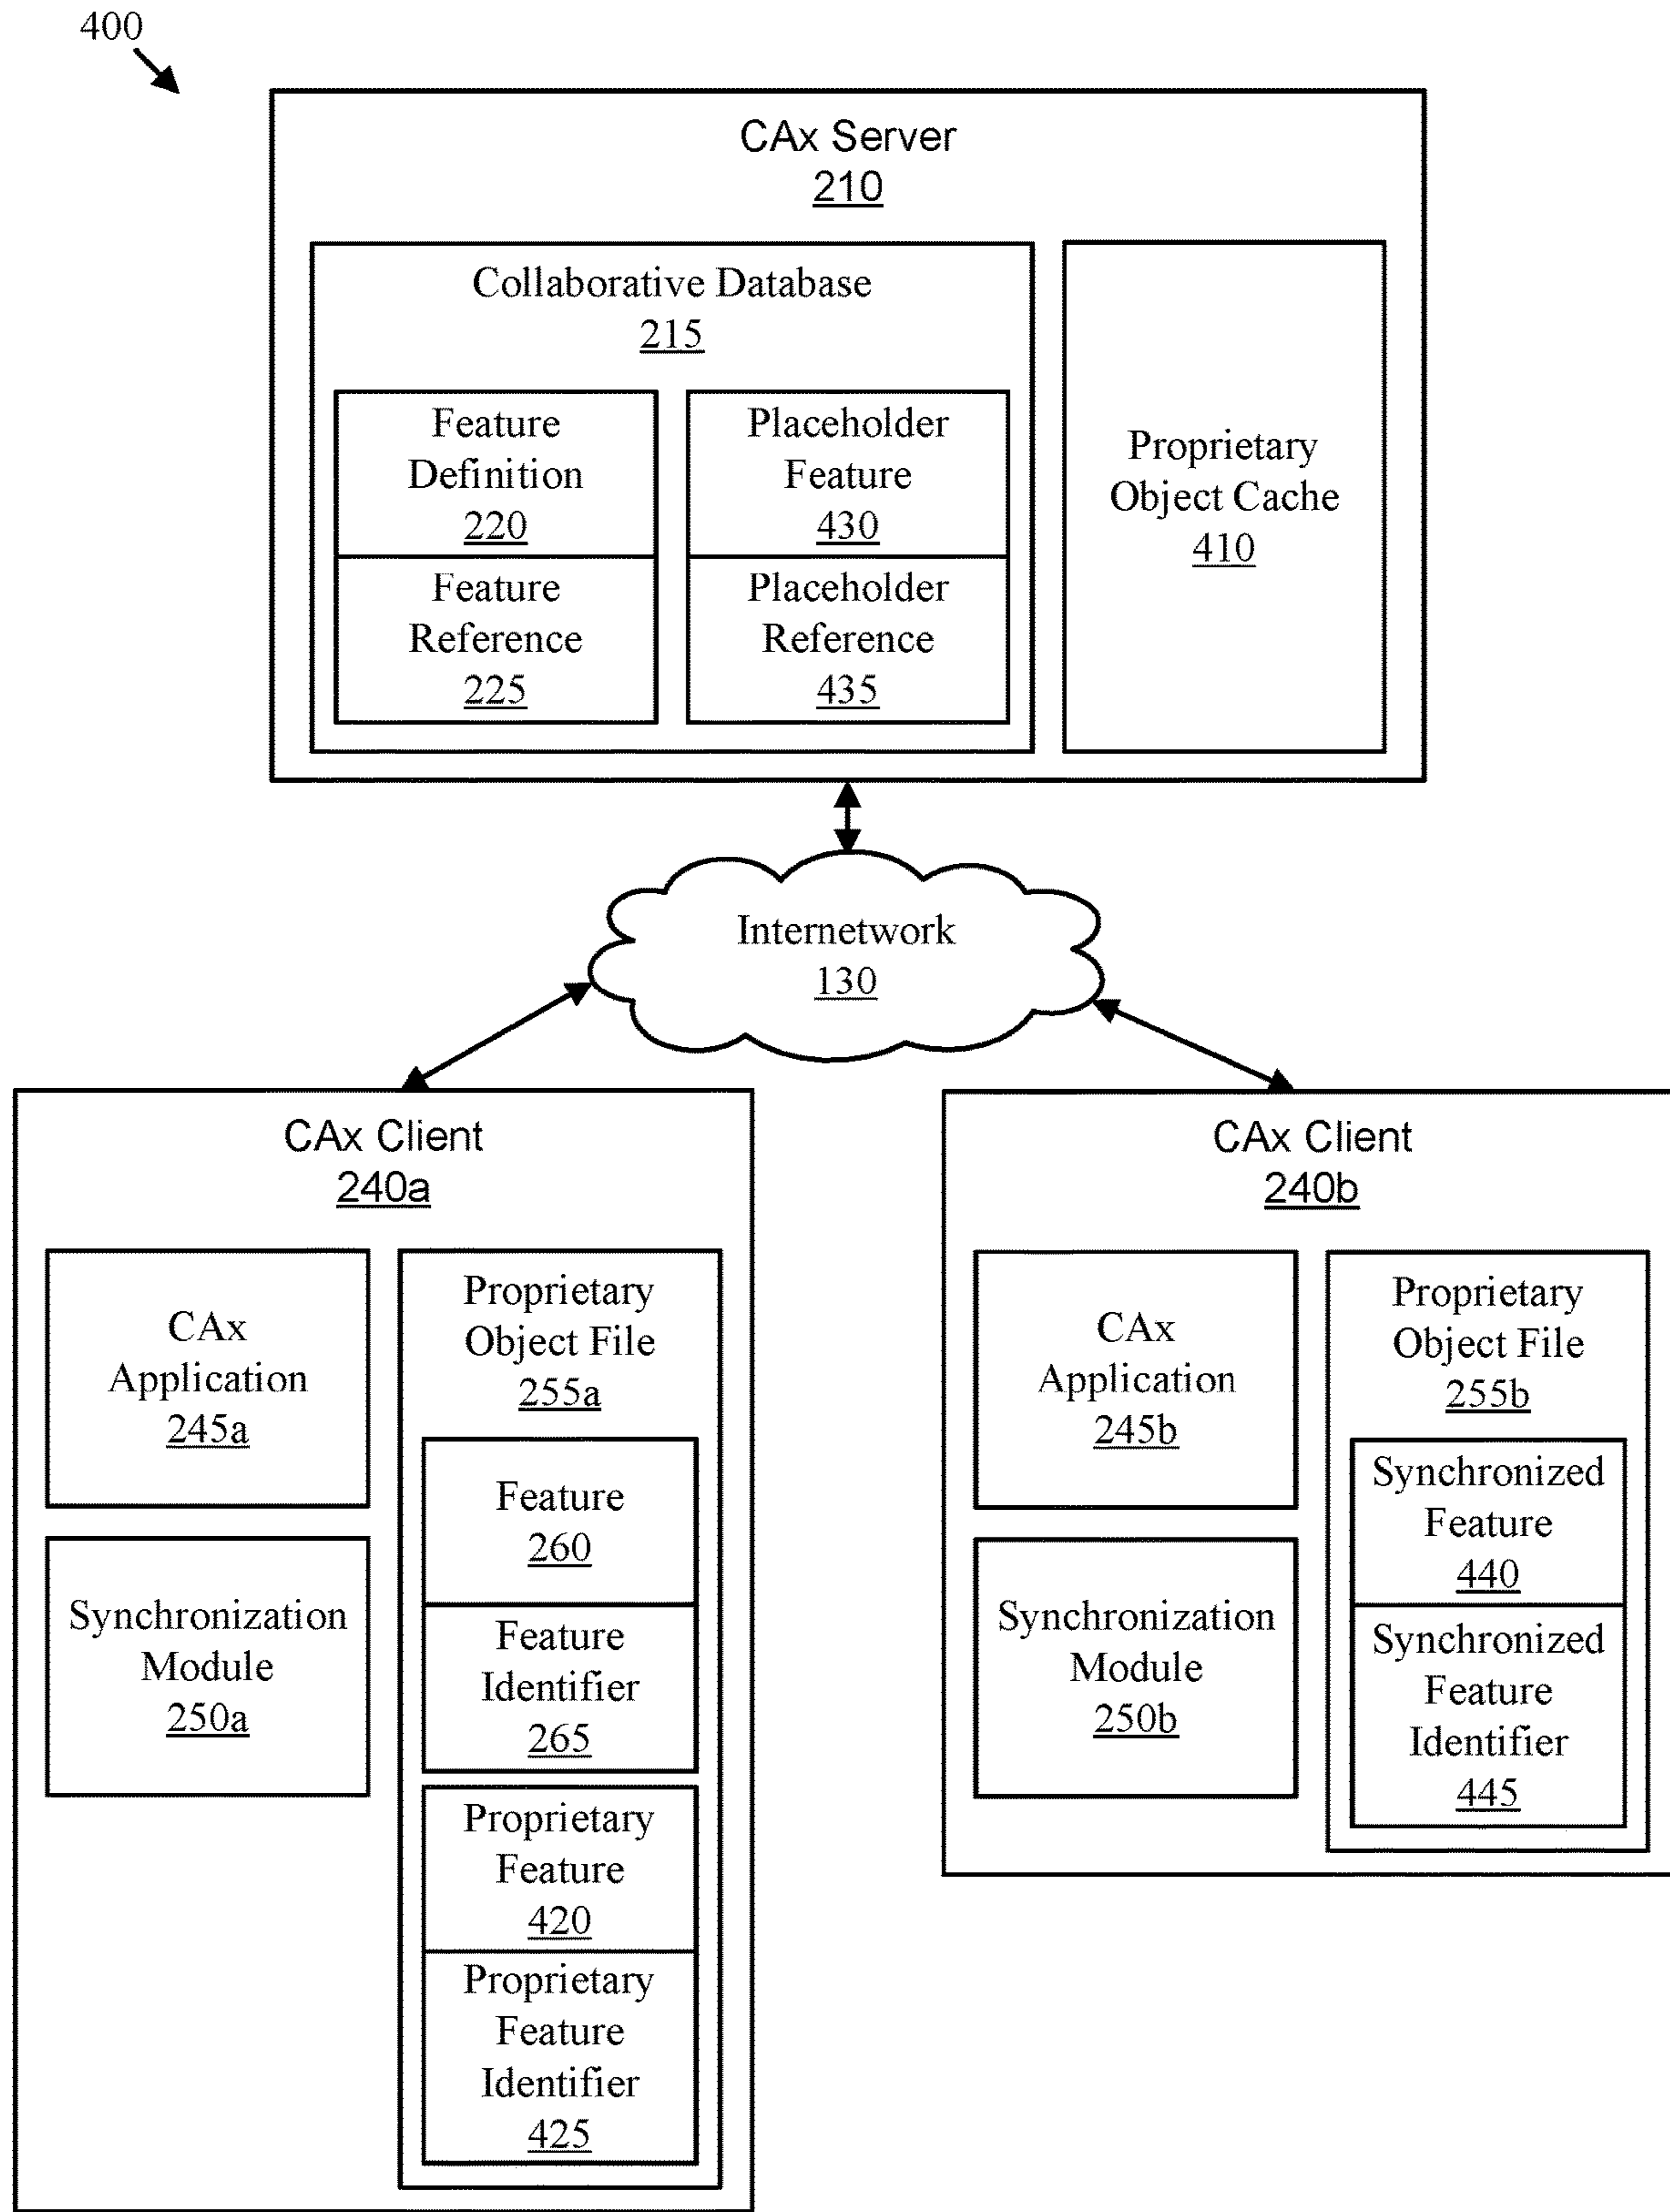 400
CAx Server
210
Collaborative Database
215
Feature
Definition
220
Feature
Reference
225
Placeholder
Feature
430
Placeholder
Reference
435
Proprietary
Object Cache
410
Internetwork
130
CAx Client
240a
CAx
Application
245a
Synchronization
Module
250a
Proprietary
Object File
255a
Feature
260
Feature
Identifier
265
Proprietary
Feature
420
Proprietary
Feature
Identifier
425
CAx Client
240b
CAx
Application
245b
Synchronization
Module
250b
Proprietary
Object File
255b
Synchronized
Feature
440
Synchronized
Feature
Identifier
445